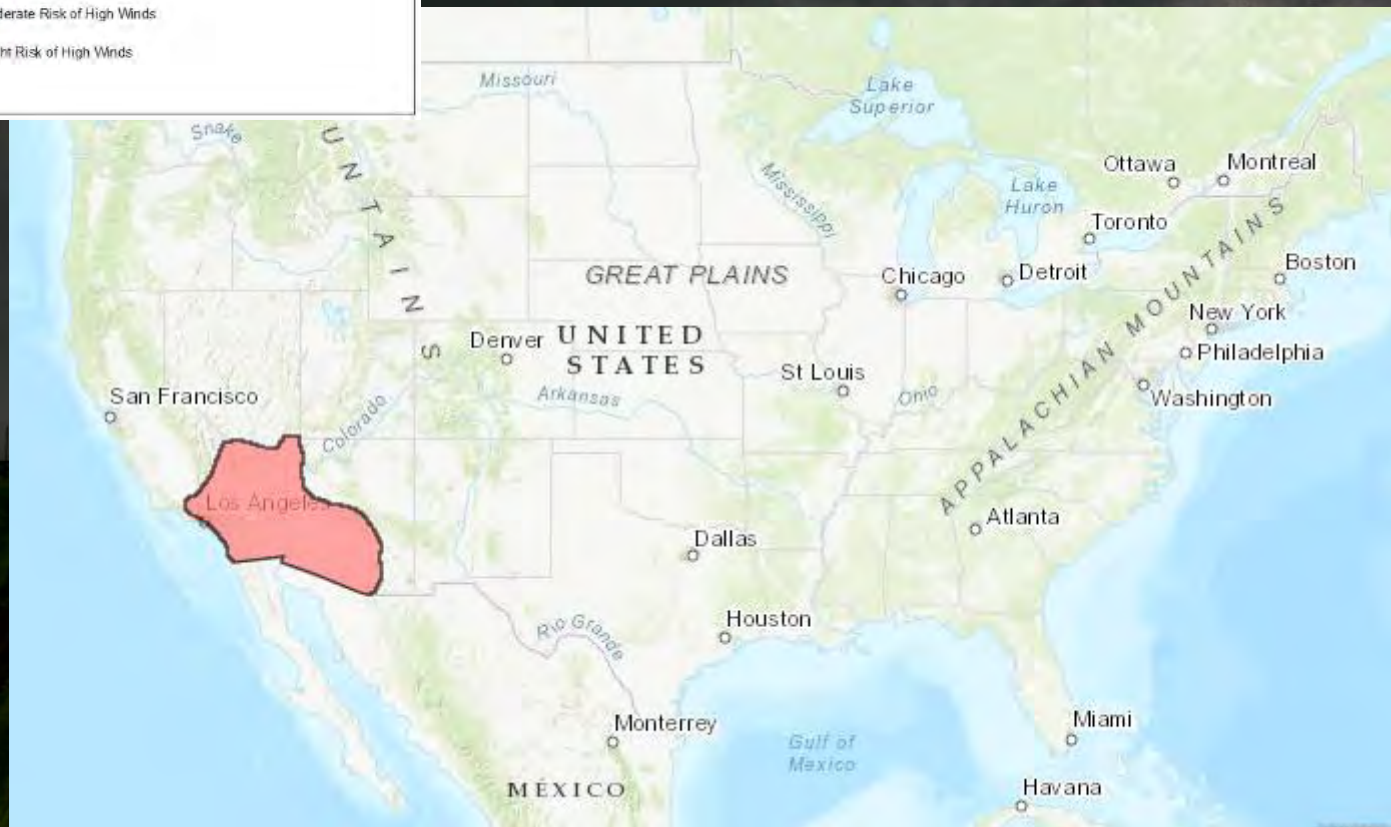 derate Risk of High Winds
ht Risk of High Winds
Missouri
Lake
Superior
Snake
UNTAINS
Mississippi
Ottawa
Montreal
Lake
Huron
Toronto
GREAT PLAINS
Chicago
Detroit
Boston
New York
Denver
UNITED
STATES
Philadelphia
St Louis
Ohio
Washington
San Francisco
Arkansas
Colorado
APPALACHIAN MOUNTAINS
Los Angeles
Atlanta
Dallas
Houston
Rio Grande
Monterrey
Gulf of
Mexico
Miami
MÉXICO
Havana